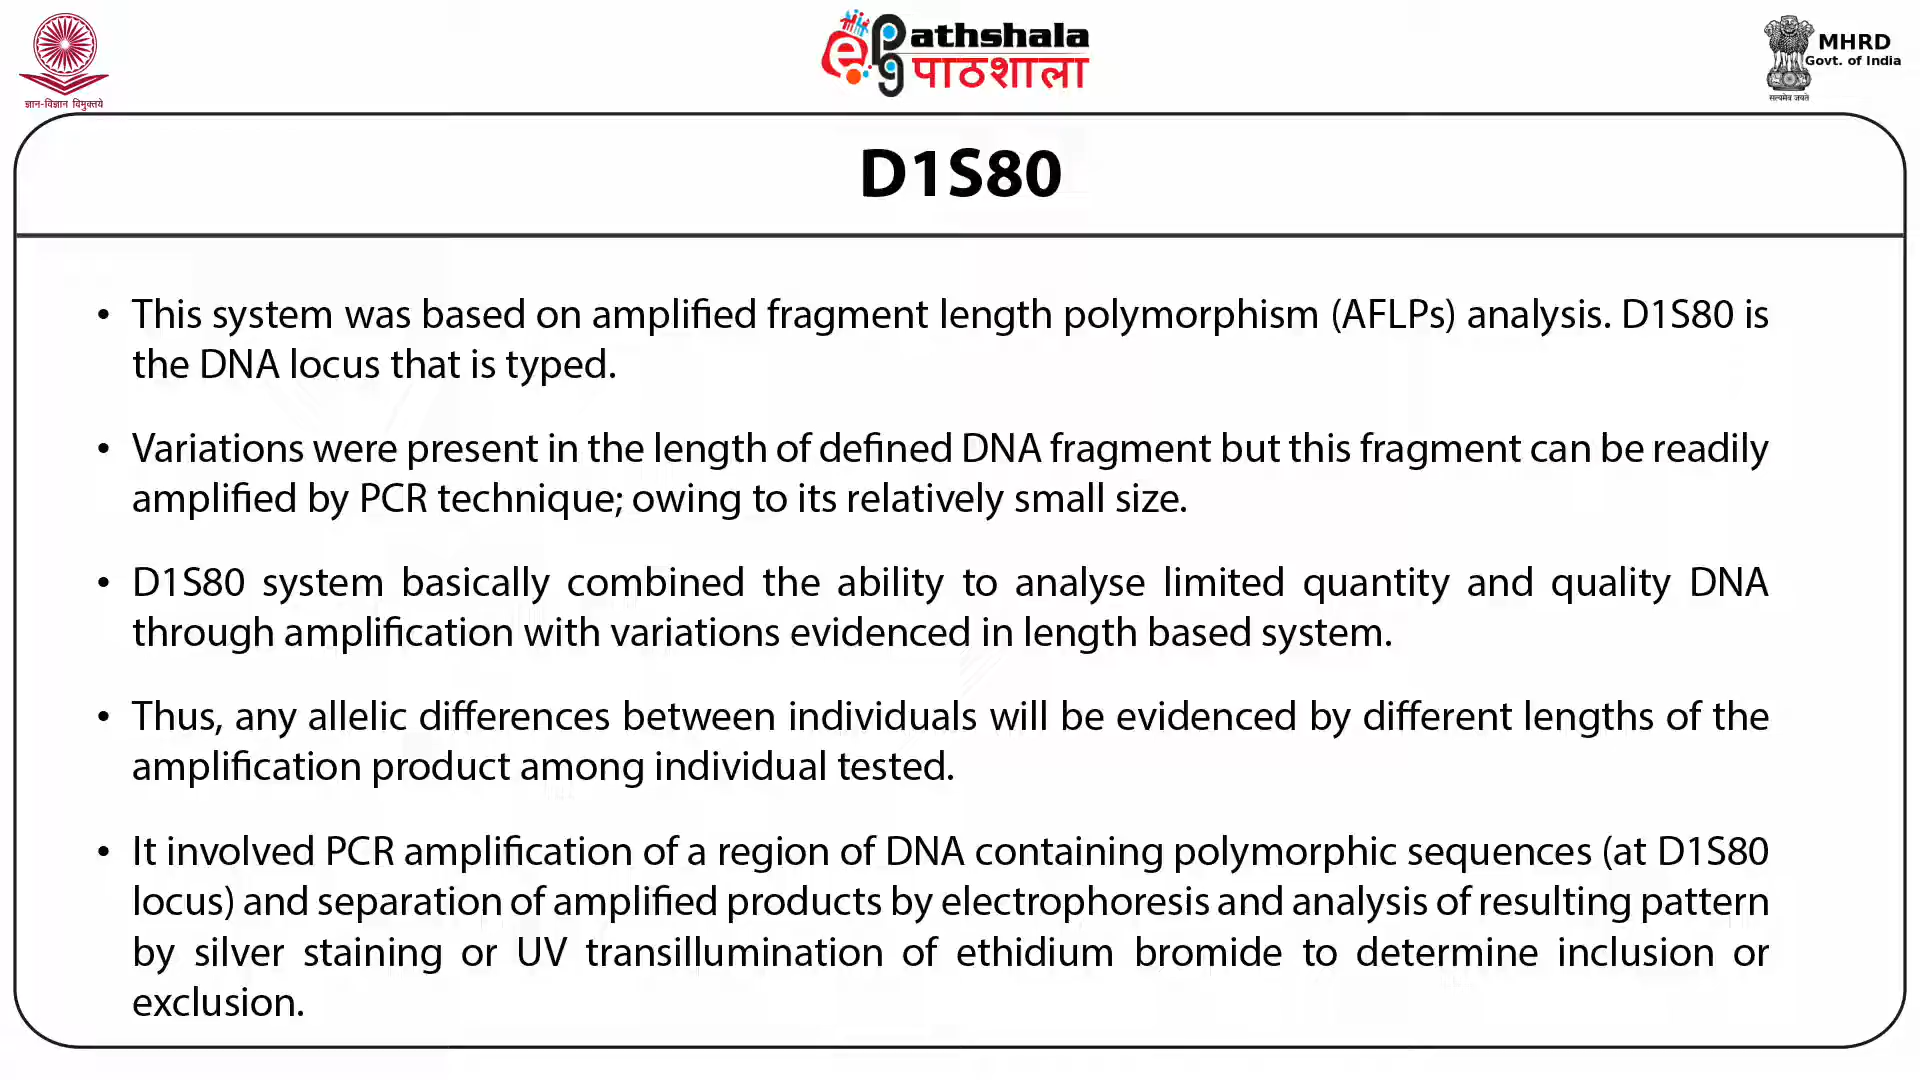 ज्ञान-विज्ञान विमुक्तये
ePathshala
पाठशाला
MHRD
Govt. of India
सत्यमेव जयते
D1S80
• This system was based on amplified fragment length polymorphism (AFLPs) analysis. D1S80 is
the DNA locus that is typed.
• Variations were present in the length of defined DNA fragment but this fragment can be readily
amplified by PCR technique; owing to its relatively small size.
• D1S80 system basically combined the ability to analyse limited quantity and quality DNA
through amplification with variations evidenced in length based system.
• Thus, any allelic differences between individuals will be evidenced by different lengths of the
amplification product among individual tested.
• It involved PCR amplification of a region of DNA containing polymorphic sequences (at D1S80
locus) and separation of amplified products by electrophoresis and analysis of resulting pattern
by silver staining or UV transillumination of ethidium bromide to determine inclusion or
exclusion.